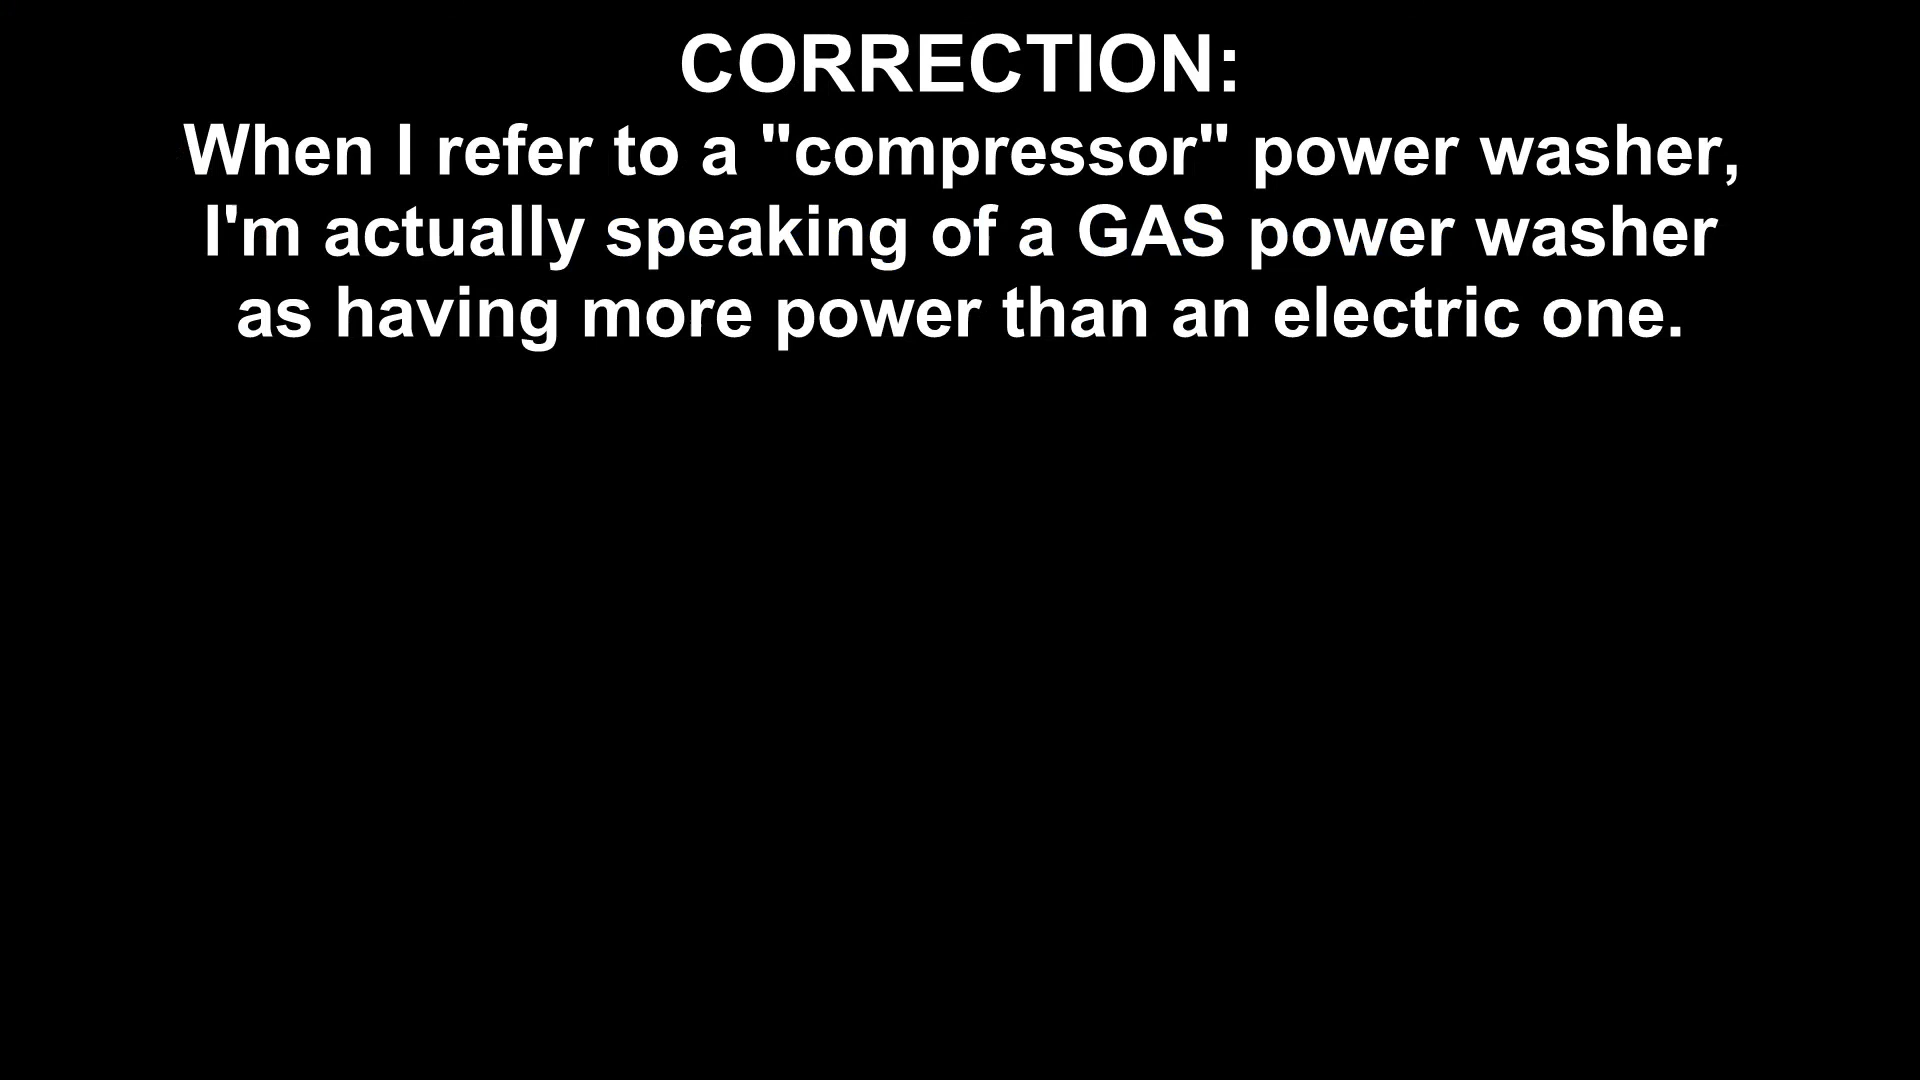 CORRECTION:
When I refer to a "compressor" power washer,
I'm actually speaking of a GAS power washer
as having more power than an electric one.